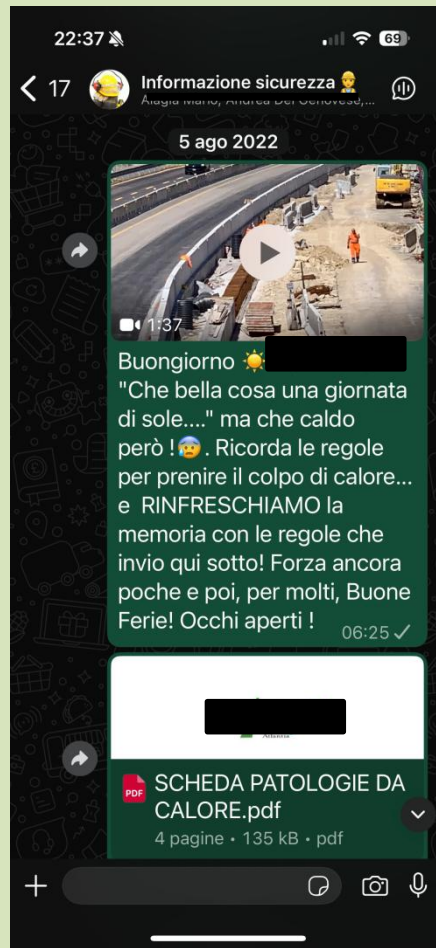 22:37
69
17
Informazione sicurezza 👷
Alagia Mario, Andrea Del Genovese,...
5 ago 2022
1:37
Buongiorno ☀️
"Che bella cosa una giornata
di sole...." ma che caldo
però !😰. Ricorda le regole
per prenire il colpo di calore...
e RINFRESCHIAMO la
memoria con le regole che
invio qui sotto! Forza ancora
poche e poi, per molti, Buone
Ferie! Occhi aperti !
06:25
SCHEDA PATOLOGIE DA
CALORE.pdf
PDF
4 pagine • 135 kB • pdf